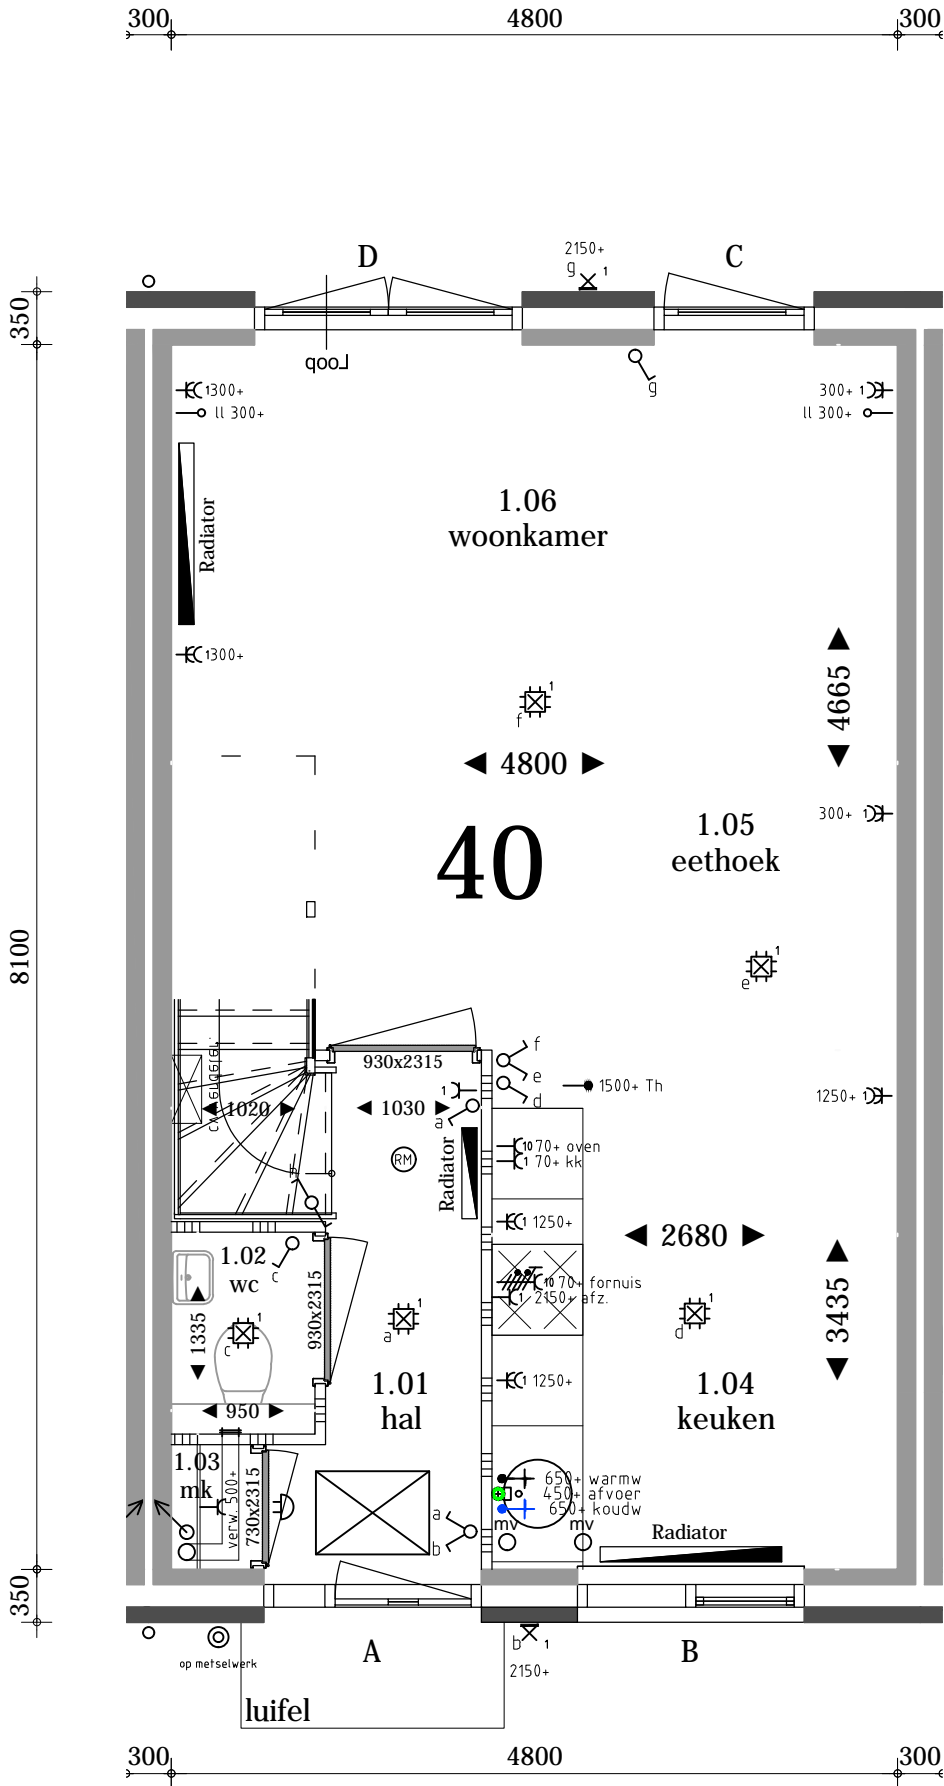 300 4800 300
D
2150+
g 1
C
350
Loop
g
1300+
ll 300+
300+ 1
ll 300+
Radiator
1.06
woonkamer
1300+
4665
1
f
4800
300+ 1
1.05
eethoek
40
8100
1
e
930x2315
f
e
d
1500+ Th
1250+ 1
1020
1030
1
a
Radiator
RM
10 70+ oven
1 70+ kk
1 1250+
2680
1.02
wc
c
930x2315
10 70+ fornuis
1 2150+ afz.
1335
1
c
1
a
1
d
3435
950
1.01
hal
1 1250+
1.04
keuken
1.03
mk
verw. 500+
730x2315
650+ warmw
450+ afvoer
650+ koudw
a
b
mv
mv
Radiator
350
op metselwerk
A
b 1
2150+
B
luifel
300 4800 300